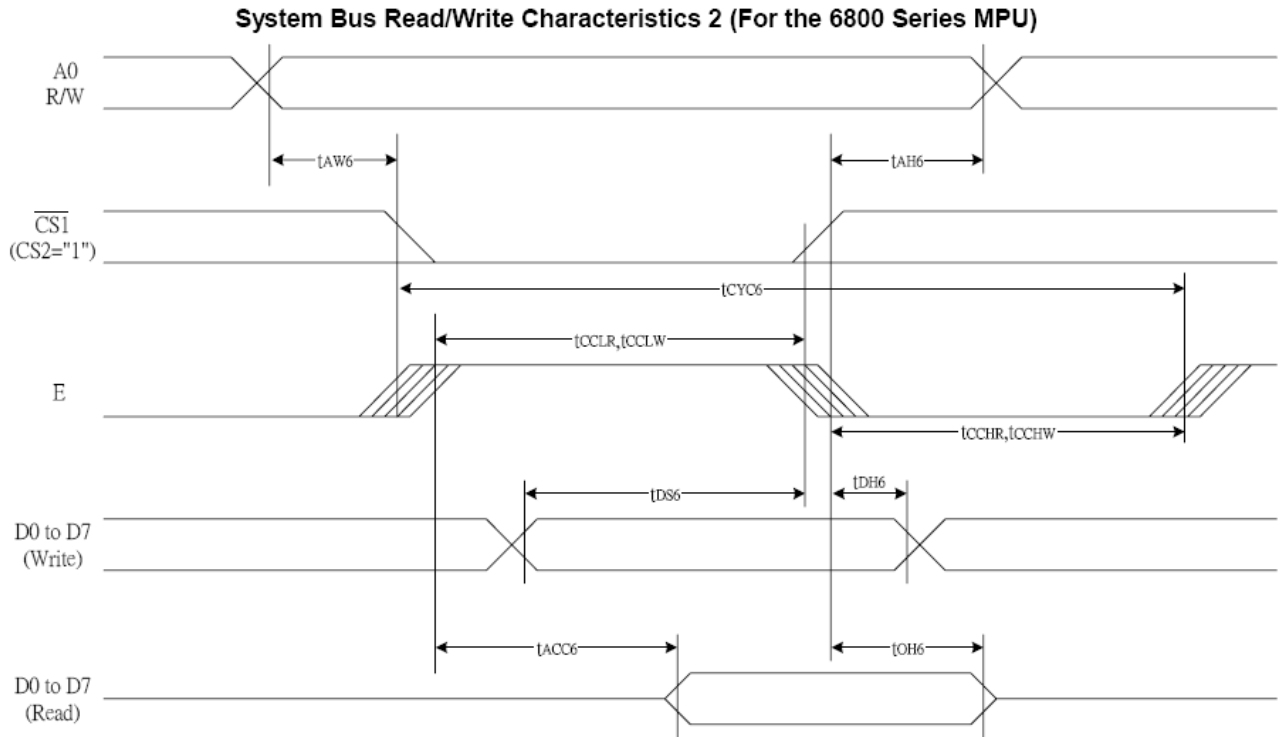 System Bus Read/Write Characteristics 2 (For the 6800 Series MPU)
A0
R/W
tAW6
tAH6
CS1
(CS2="1")
tCYC6
tCCLR,tCCLW
E
tCCHR,tCCHW
tDS6
tDH6
D0 to D7
(Write)
tACC6
tOH6
D0 to D7
(Read)